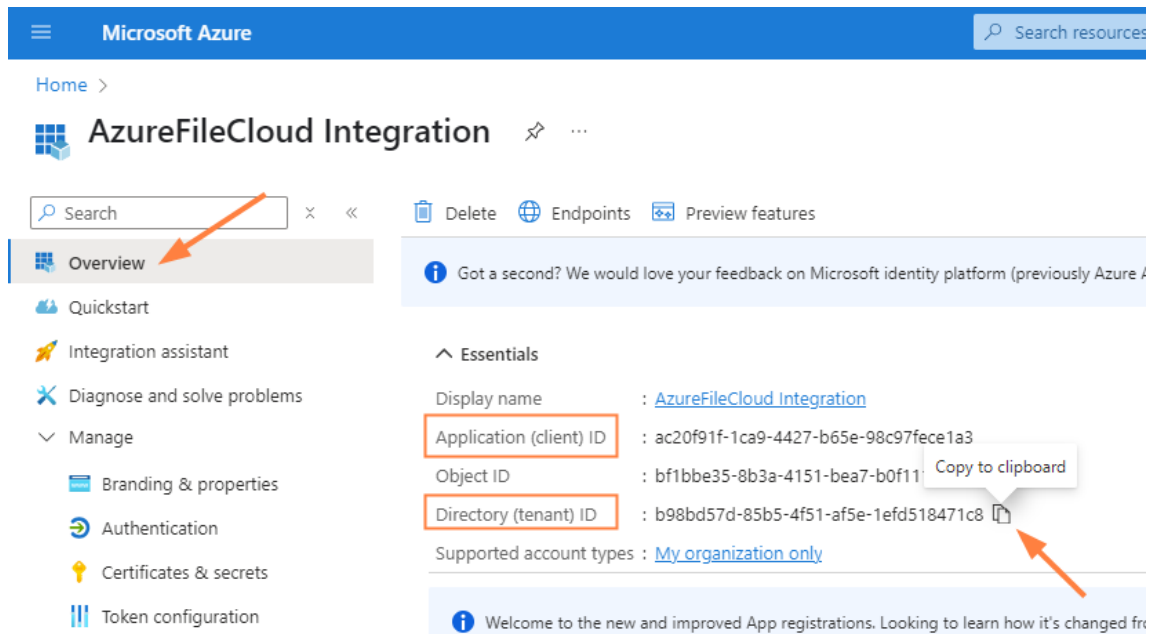 Microsoft Azure
Search resources
Home >
AzureFileCloud Integration
Search
Delete Endpoints Preview features
Overview
Got a second? We would love your feedback on Microsoft identity platform (previously Azure A
Quickstart
Integration assistant
Essentials
Diagnose and solve problems
Display name : AzureFileCloud Integration
Manage
Application (client) ID : ac20f91f-1ca9-4427-b65e-98c97fece1a3
Copy to clipboard
Object ID : bf1bbe35-8b3a-4151-bea7-b0f11
Branding & properties
Directory (tenant) ID : b98bd57d-85b5-4f51-af5e-1efd518471c8
Authentication
Supported account types : My organization only
Certificates & secrets
Token configuration
Welcome to the new and improved App registrations. Looking to learn how it's changed fr